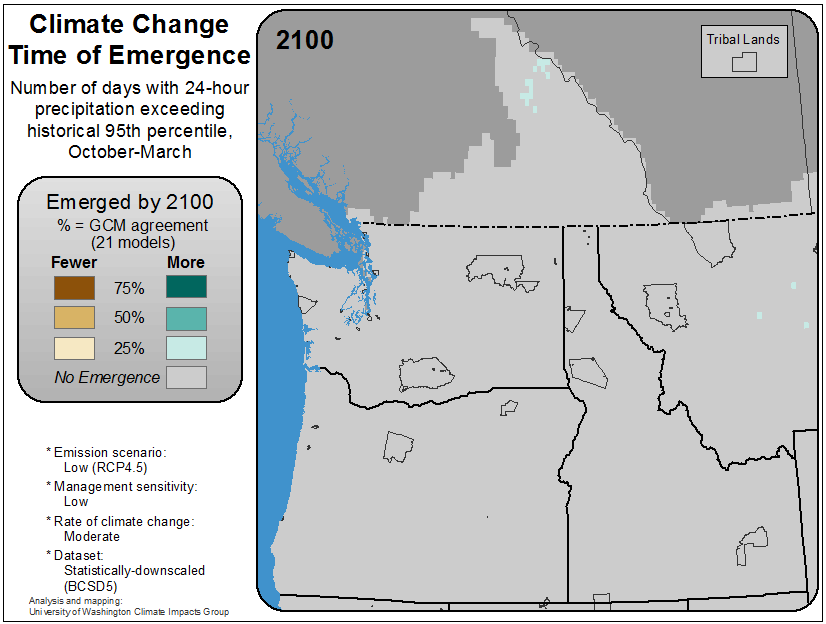 Climate Change
Time of Emergence
Number of days with 24-hour
precipitation exceeding
historical 95th percentile,
October-March
Emerged by 2100
% = GCM agreement
(21 models)
Fewer More
75%
50%
25%
No Emergence
* Emission scenario:
Low (RCP4.5)
* Management sensitivity:
Low
* Rate of climate change:
Moderate
* Dataset:
Statistically-downscaled
(BCSD5)
Analysis and mapping:
University of Washington Climate Impacts Group
2100
Tribal Lands